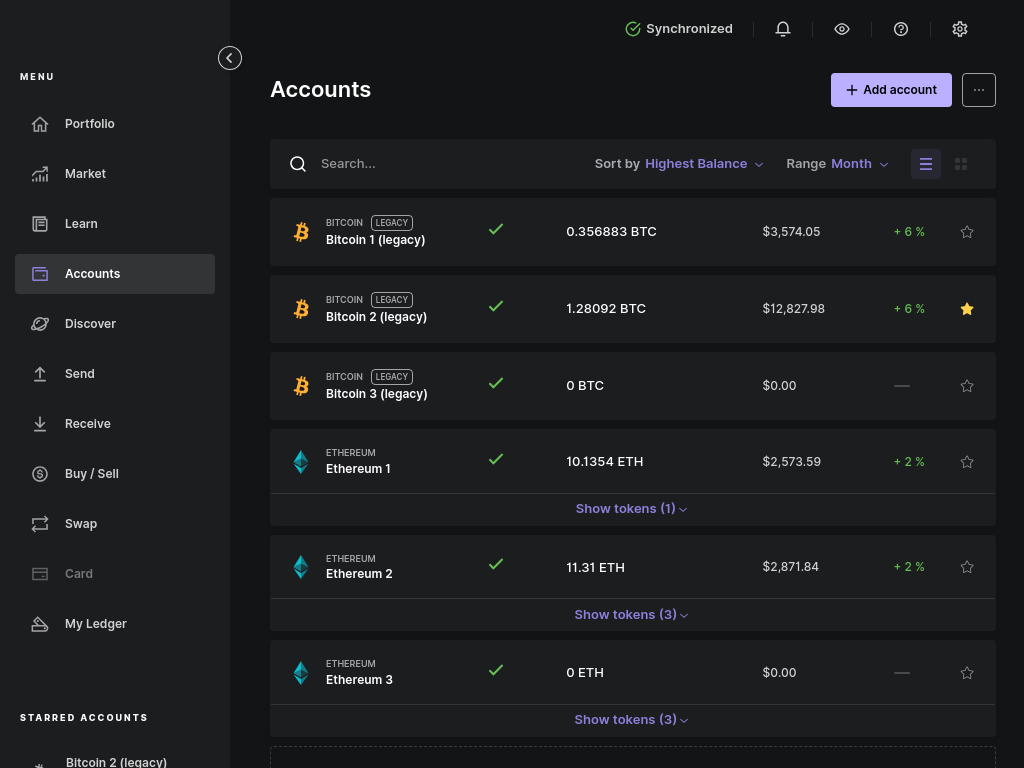 Synchronized
MENU
Portfolio
Market
Learn
Accounts
Discover
Send
Receive
Buy / Sell
Swap
Card
My Ledger
STARRED ACCOUNTS
Bitcoin 2 (legacy)
Accounts
+ Add account
...
Search...
Sort by Highest Balance
Range Month
BITCOIN LEGACY
Bitcoin 1 (legacy)
0.356883 BTC
$3,574.05
+ 6 %
BITCOIN LEGACY
Bitcoin 2 (legacy)
1.28092 BTC
$12,827.98
+ 6 %
BITCOIN LEGACY
Bitcoin 3 (legacy)
0 BTC
$0.00
—
ETHEREUM
Ethereum 1
10.1354 ETH
$2,573.59
+ 2 %
Show tokens (1)
ETHEREUM
Ethereum 2
11.31 ETH
$2,871.84
+ 2 %
Show tokens (3)
ETHEREUM
Ethereum 3
0 ETH
$0.00
—
Show tokens (3)